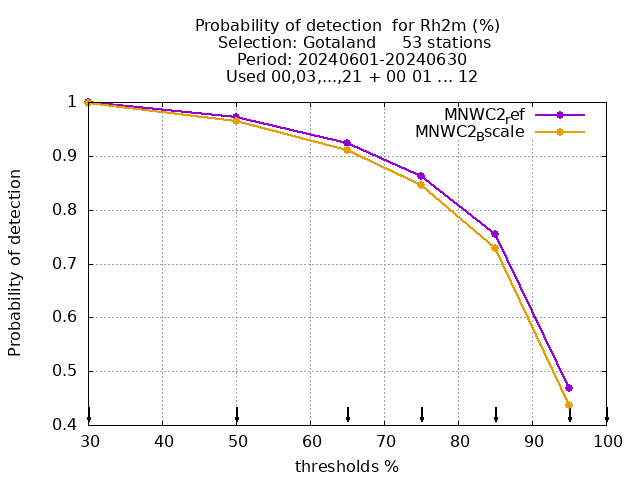 Probability of detection  for Rh2m (%)
Selection: Gotaland     53 stations
Period: 20240601-20240630
Used 00,03,...,21 + 00 01 ... 12
MNWC2ref
MNWC2Bscale
1
0.9
0.8
0.7
0.6
0.5
0.4
Probability of detection
30 40 50 60 70 80 90 100
thresholds %